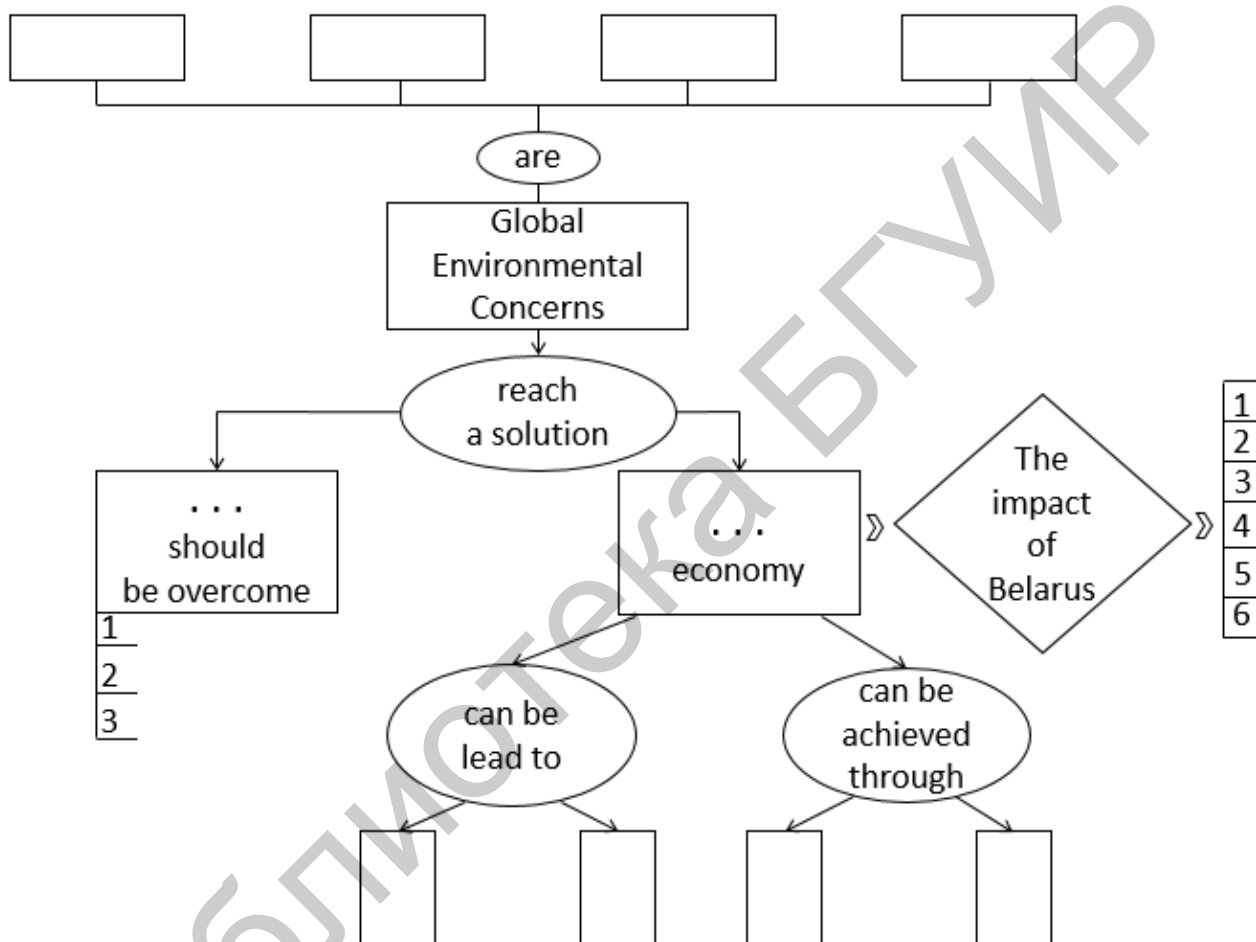 are
Global
Environmental
Concerns
reach
a solution
. . .
should
be overcome
1
2
3
. . .
economy
The
impact
of
Belarus
1
2
3
4
5
6
can be
lead to
can be
achieved
through
блиотека БГУИР